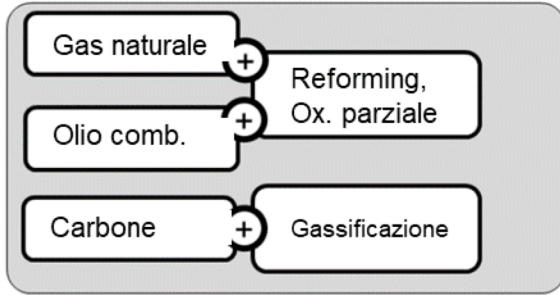 Gas naturale
+
Reforming,
Ox. parziale
+
Olio comb.
Carbone
+
Gassificazione